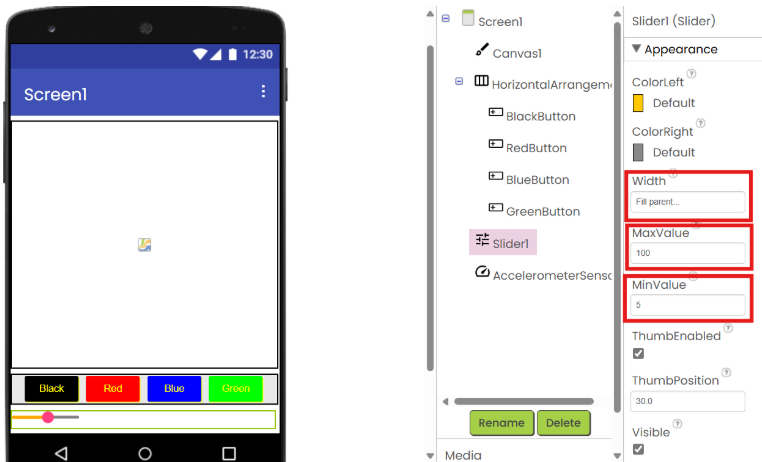 12:30
Screen1
Black
Red
Blue
Green
Screen1
Canvas1
HorizontalArrangeme
BlackButton
RedButton
BlueButton
GreenButton
Slider1
AccelerometerSenso
Rename
Delete
Media
Slider1 (Slider)
Appearance
ColorLeft ?
Default
ColorRight ?
Default
Width ?
Fill parent...
MaxValue
100
MinValue
5
ThumbEnabled ?
ThumbPosition ?
30.0
Visible ?